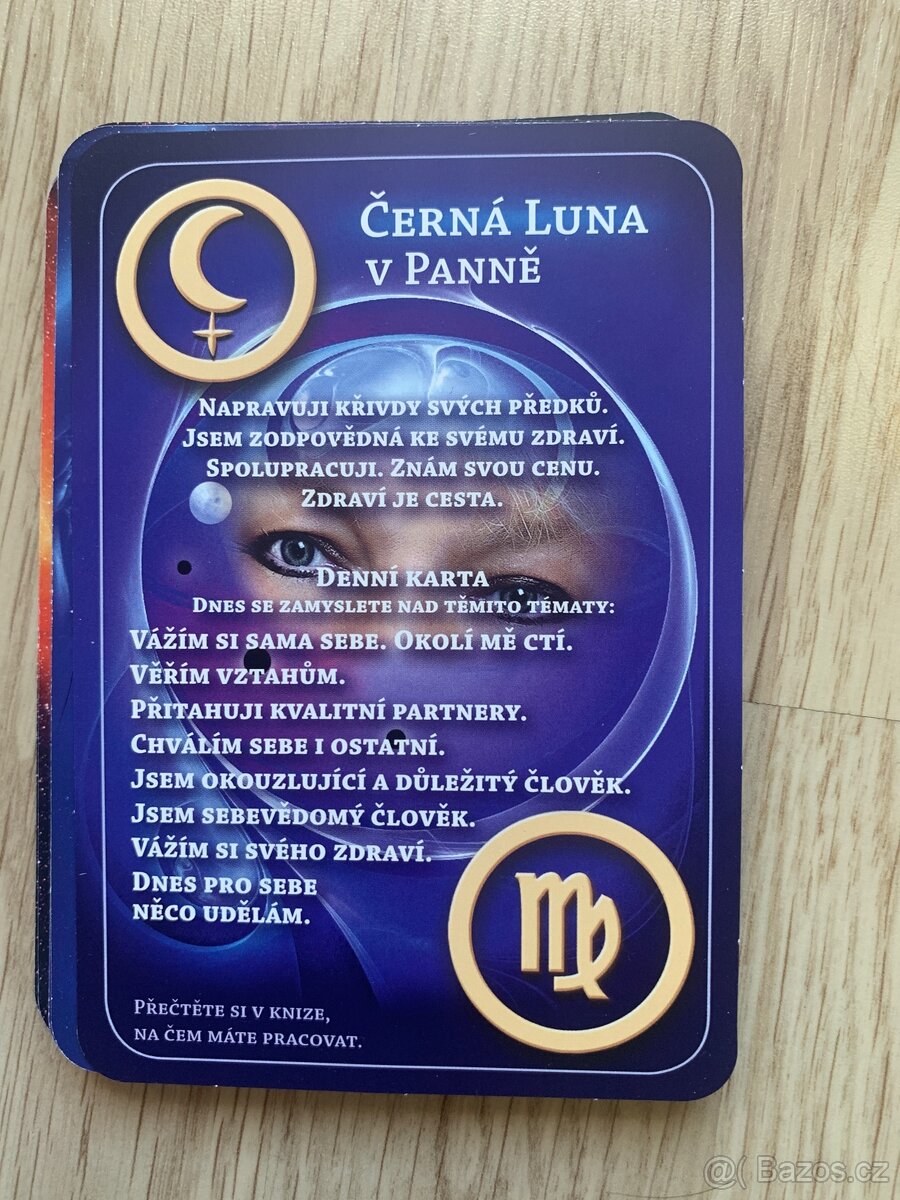 Černá Luna
v Panně
Napravuji křivdy svých předků.
Jsem zodpovědná ke svému zdraví.
Spolupracuji. Znám svou cenu.
Zdraví je cesta.
Denní karta
Dnes se zamyslete nad těmito tématy:
Vážím si sama sebe. Okolí mě ctí.
Věřím vztahům.
Přitahuji kvalitní partnery.
Chválím sebe i ostatní.
Jsem okouzlující a důležitý člověk.
Jsem sebevědomý člověk.
Vážím si svého zdraví.
Dnes pro sebe
něco udělám.
Přečtěte si v knize,
na čem máte pracovat.
@( Bazos.cz